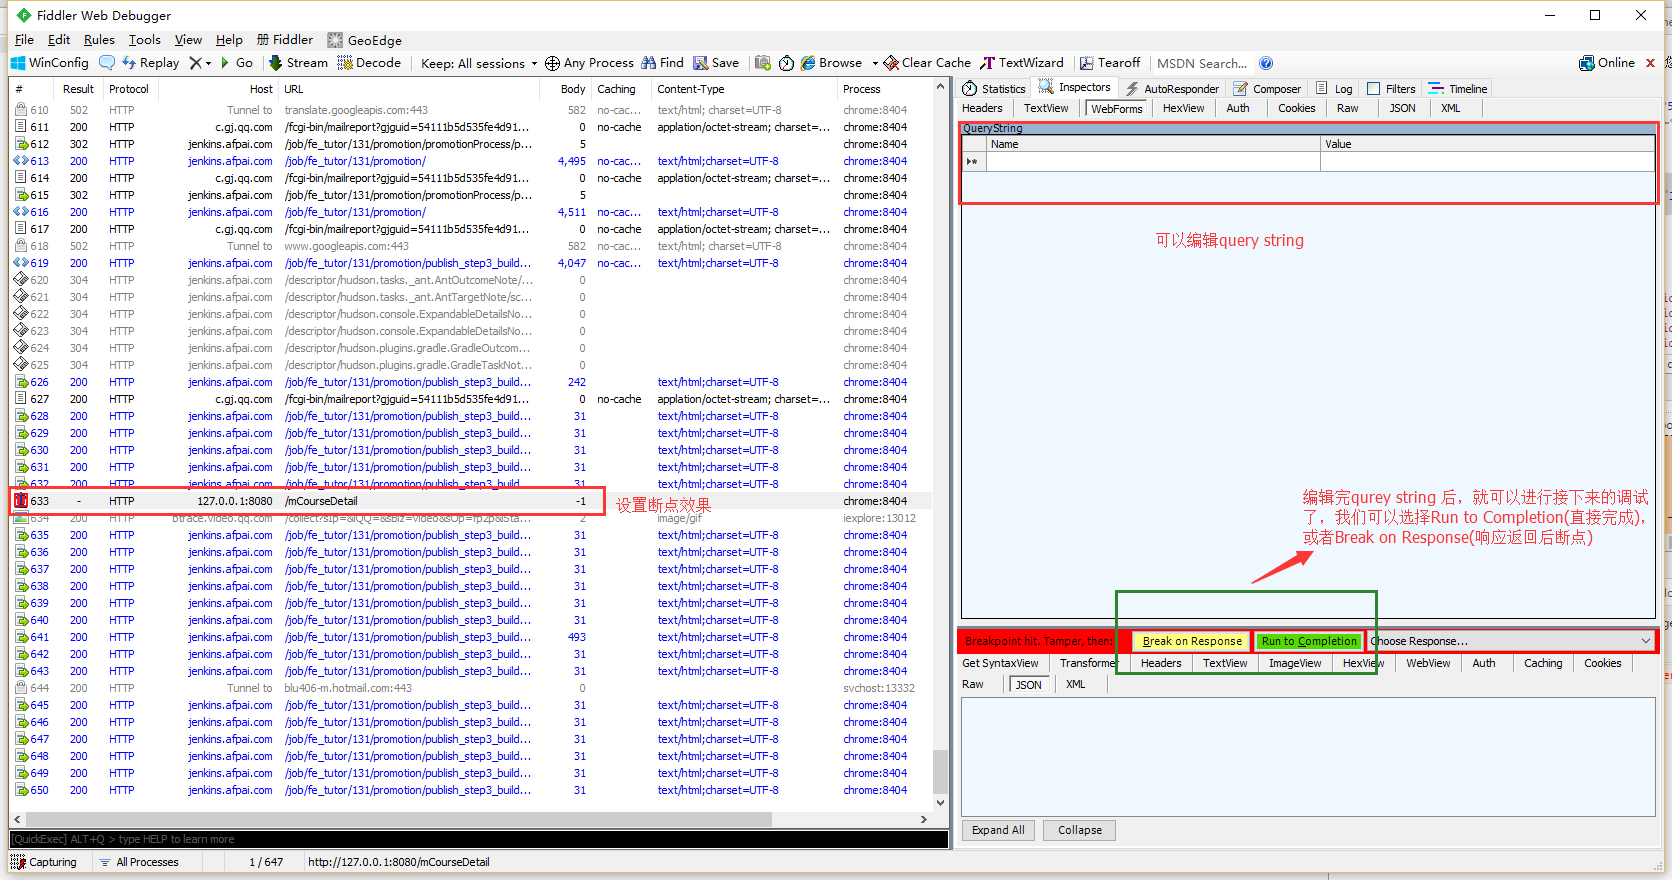 Fiddler Web Debugger
File Edit Rules Tools View Help Fiddler GeoEdge
WinConfig Replay Go Stream Decode Keep: All sessions Any Process Find Save Browse Clear Cache TextWizard Tearoff MSDN Search... Online
# Result Protocol Host URL Body Caching Content-Type Process
610 502 HTTP Tunnel to translate.googleapis.com:443 582 no-cac... text/html; charset=UTF-8 chrome:8404
611 200 HTTP c.gj.qq.com /fcgi-bin/mailreport?gjguid=54111b5d535fe4d91... 0 no-cache applation/octet-stream; charset=... chrome:8404
612 302 HTTP jenkins.afpai.com /job/fe_tutor/131/promotion/promotionProcess/p... 5 chrome:8404
613 200 HTTP jenkins.afpai.com /job/fe_tutor/131/promotion/ 4,495 no-cac... text/html;charset=UTF-8 chrome:8404
614 200 HTTP c.gj.qq.com /fcgi-bin/mailreport?gjguid=54111b5d535fe4d91... 0 no-cache applation/octet-stream; charset=... chrome:8404
615 302 HTTP jenkins.afpai.com /job/fe_tutor/131/promotion/promotionProcess/p... 5 chrome:8404
616 200 HTTP jenkins.afpai.com /job/fe_tutor/131/promotion/ 4,511 no-cac... text/html;charset=UTF-8 chrome:8404
617 200 HTTP c.gj.qq.com /fcgi-bin/mailreport?gjguid=54111b5d535fe4d91... 0 no-cache applation/octet-stream; charset=... chrome:8404
618 502 HTTP Tunnel to www.googleapis.com:443 582 no-cac... text/html; charset=UTF-8 chrome:8404
619 200 HTTP jenkins.afpai.com /job/fe_tutor/131/promotion/publish_step3_build... 4,047 no-cac... text/html;charset=UTF-8 chrome:8404
620 304 HTTP jenkins.afpai.com /descriptor/hudson.tasks._ant.AntOutcomeNote/... 0 chrome:8404
621 304 HTTP jenkins.afpai.com /descriptor/hudson.tasks._ant.AntTargetNote/sc... 0 chrome:8404
622 304 HTTP jenkins.afpai.com /descriptor/hudson.console.ExpandableDetailsNo... 0 chrome:8404
623 304 HTTP jenkins.afpai.com /descriptor/hudson.console.ExpandableDetailsNo... 0 chrome:8404
624 304 HTTP jenkins.afpai.com /descriptor/hudson.plugins.gradle.GradleOutcom... 0 chrome:8404
625 304 HTTP jenkins.afpai.com /descriptor/hudson.plugins.gradle.GradleTaskNot... 0 chrome:8404
626 200 HTTP jenkins.afpai.com /job/fe_tutor/131/promotion/publish_step3_build... 242 text/html;charset=UTF-8 chrome:8404
627 200 HTTP c.gj.qq.com /fcgi-bin/mailreport?gjguid=54111b5d535fe4d91... 0 no-cache applation/octet-stream; charset=... chrome:8404
628 200 HTTP jenkins.afpai.com /job/fe_tutor/131/promotion/publish_step3_build... 31 text/html;charset=UTF-8 chrome:8404
629 200 HTTP jenkins.afpai.com /job/fe_tutor/131/promotion/publish_step3_build... 31 text/html;charset=UTF-8 chrome:8404
630 200 HTTP jenkins.afpai.com /job/fe_tutor/131/promotion/publish_step3_build... 31 text/html;charset=UTF-8 chrome:8404
631 200 HTTP jenkins.afpai.com /job/fe_tutor/131/promotion/publish_step3_build... 31 text/html;charset=UTF-8 chrome:8404
632 200 HTTP jenkins.afpai.com /job/fe_tutor/131/promotion/publish_step3_build... 31 text/html;charset=UTF-8 chrome:8404
633 - HTTP 127.0.0.1:8080 /mCourseDetail -1 chrome:8404
设置断点效果
634 200 HTTP btrace.video.qq.com /collect?sIp=&iQQ=&sBiz=video&sOp=fp2p&iSta... 2 image/gif iexplore:13012
635 200 HTTP jenkins.afpai.com /job/fe_tutor/131/promotion/publish_step3_build... 31 text/html;charset=UTF-8 chrome:8404
636 200 HTTP jenkins.afpai.com /job/fe_tutor/131/promotion/publish_step3_build... 31 text/html;charset=UTF-8 chrome:8404
637 200 HTTP jenkins.afpai.com /job/fe_tutor/131/promotion/publish_step3_build... 31 text/html;charset=UTF-8 chrome:8404
638 200 HTTP jenkins.afpai.com /job/fe_tutor/131/promotion/publish_step3_build... 31 text/html;charset=UTF-8 chrome:8404
639 200 HTTP jenkins.afpai.com /job/fe_tutor/131/promotion/publish_step3_build... 31 text/html;charset=UTF-8 chrome:8404
640 200 HTTP jenkins.afpai.com /job/fe_tutor/131/promotion/publish_step3_build... 31 text/html;charset=UTF-8 chrome:8404
641 200 HTTP jenkins.afpai.com /job/fe_tutor/131/promotion/publish_step3_build... 493 text/html;charset=UTF-8 chrome:8404
642 200 HTTP jenkins.afpai.com /job/fe_tutor/131/promotion/publish_step3_build... 31 text/html;charset=UTF-8 chrome:8404
643 200 HTTP jenkins.afpai.com /job/fe_tutor/131/promotion/publish_step3_build... 31 text/html;charset=UTF-8 chrome:8404
644 200 HTTP Tunnel to blu406-m.hotmail.com:443 0 svchost:13332
645 200 HTTP jenkins.afpai.com /job/fe_tutor/131/promotion/publish_step3_build... 31 text/html;charset=UTF-8 chrome:8404
646 200 HTTP jenkins.afpai.com /job/fe_tutor/131/promotion/publish_step3_build... 31 text/html;charset=UTF-8 chrome:8404
647 200 HTTP jenkins.afpai.com /job/fe_tutor/131/promotion/publish_step3_build... 31 text/html;charset=UTF-8 chrome:8404
648 200 HTTP jenkins.afpai.com /job/fe_tutor/131/promotion/publish_step3_build... 31 text/html;charset=UTF-8 chrome:8404
649 200 HTTP jenkins.afpai.com /job/fe_tutor/131/promotion/publish_step3_build... 31 text/html;charset=UTF-8 chrome:8404
650 200 HTTP jenkins.afpai.com /job/fe_tutor/131/promotion/publish_step3_build... 31 text/html;charset=UTF-8 chrome:8404
[QuickExec] ALT+Q > type HELP to learn more
Capturing All Processes 1 / 647 http://127.0.0.1:8080/mCourseDetail
Statistics Inspectors AutoResponder Composer Log Filters Timeline
Headers TextView WebForms HexView Auth Cookies Raw JSON XML
QueryString
Name Value
可以编辑query string
编辑完qurey string 后，就可以进行接下来的调试
了，我们可以选择Run to Completion(直接完成),
或者Break on Response(响应返回后断点)
Breakpoint hit. Tamper, then: Break on Response Run to Completion Choose Response...
Get SyntaxView Transformer Headers TextView ImageView HexView WebView Auth Caching Cookies
Raw JSON XML
Expand All Collapse